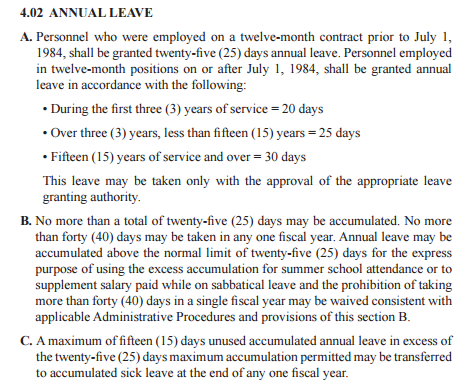 4.02 ANNUAL LEAVE
A. Personnel who were employed on a twelve-month contract prior to July 1,
1984, shall be granted twenty-five (25) days annual leave. Personnel employed
in twelve-month positions on or after July 1, 1984, shall be granted annual
leave in accordance with the following:
• During the first three (3) years of service = 20 days
• Over three (3) years, less than fifteen (15) years = 25 days
• Fifteen (15) years of service and over = 30 days
This leave may be taken only with the approval of the appropriate leave
granting authority.
B. No more than a total of twenty-five (25) days may be accumulated. No more
than forty (40) days may be taken in any one fiscal year. Annual leave may be
accumulated above the normal limit of twenty-five (25) days for the express
purpose of using the excess accumulation for summer school attendance or to
supplement salary paid while on sabbatical leave and the prohibition of taking
more than forty (40) days in a single fiscal year may be waived consistent with
applicable Administrative Procedures and provisions of this section B.
C. A maximum of fifteen (15) days unused accumulated annual leave in excess of
the twenty-five (25) days maximum accumulation permitted may be transferred
to accumulated sick leave at the end of any one fiscal year.